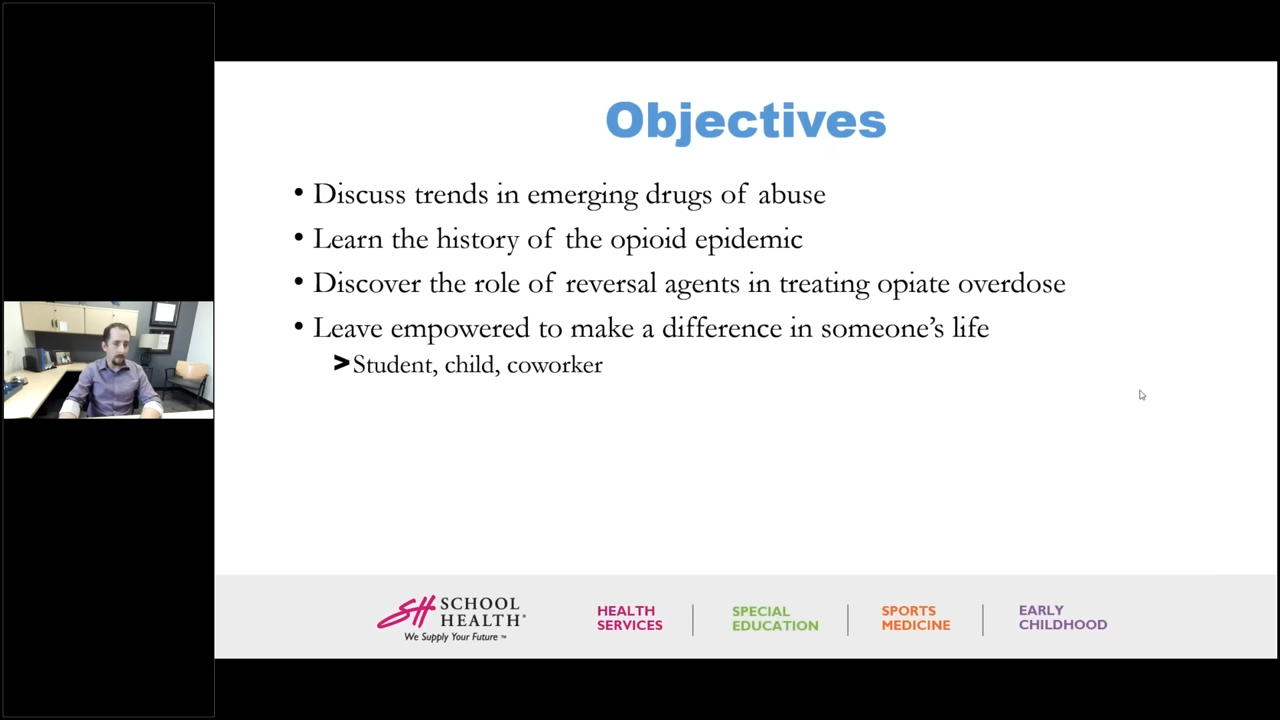 Objectives
• Discuss trends in emerging drugs of abuse
• Learn the history of the opioid epidemic
• Discover the role of reversal agents in treating opiate overdose
• Leave empowered to make a difference in someone’s life
>Student, child, coworker
SH SCHOOL
HEALTH®
We Supply Your Future ™
HEALTH
SERVICES
SPECIAL
EDUCATION
SPORTS
MEDICINE
EARLY
CHILDHOOD